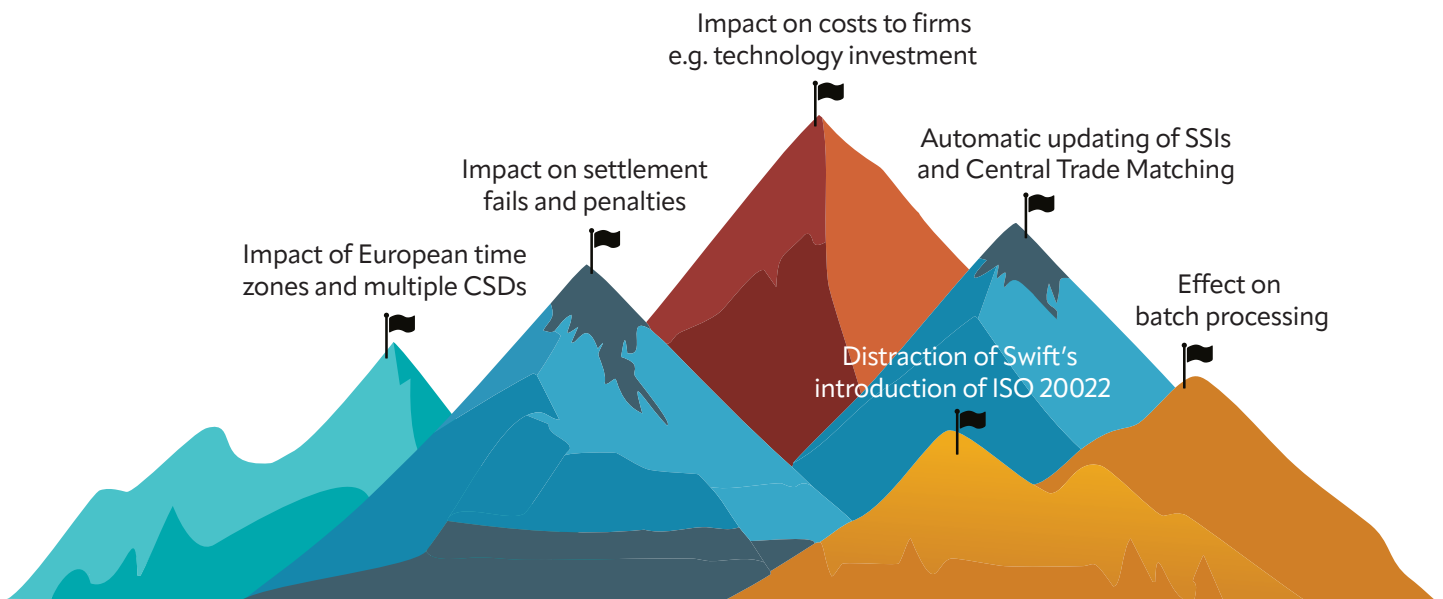 Impact on costs to firms
e.g. technology investment
Automatic updating of SSIs
and Central Trade Matching
Impact on settlement
fails and penalties
Impact of European time
zones and multiple CSDs
Effect on
batch processing
Distraction of Swift's
introduction of ISO 20022